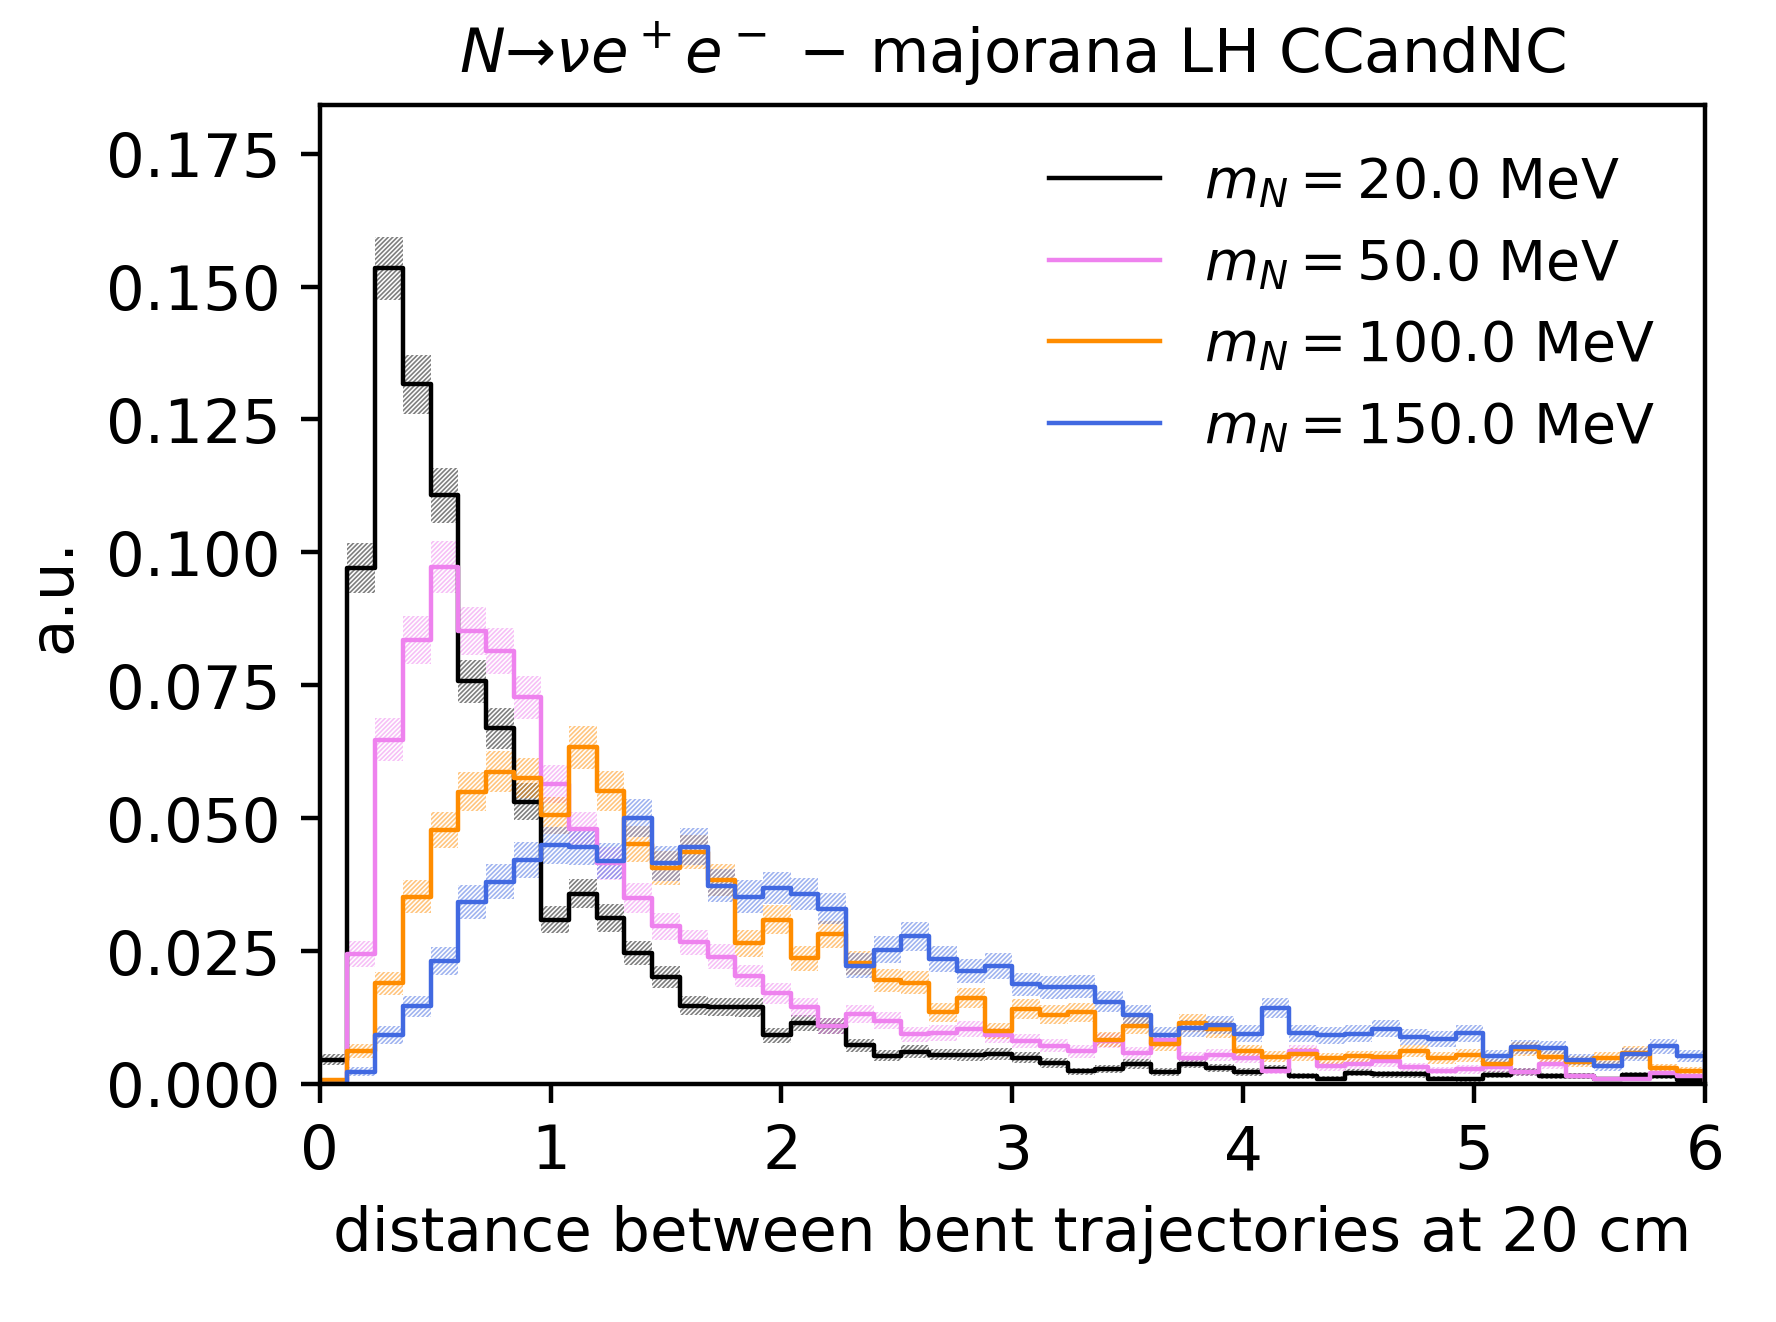 N→νe⁺e⁻ − majorana LH CCandNC
0.175
0.150
0.125
0.100
0.075
0.050
0.025
0.000
a.u.
m_N = 20.0 MeV
m_N = 50.0 MeV
m_N = 100.0 MeV
m_N = 150.0 MeV
0 1 2 3 4 5 6
distance between bent trajectories at 20 cm